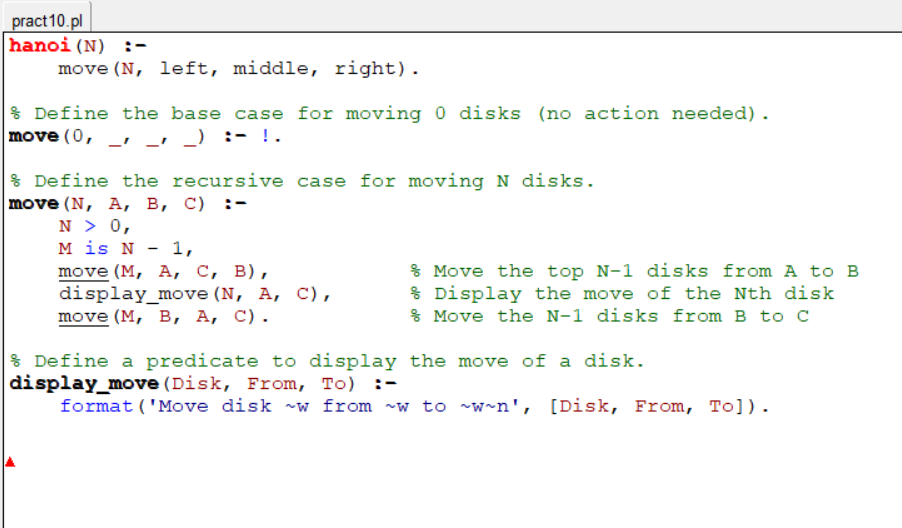 pract10.pl
hanoi(N) :-
    move(N, left, middle, right).
% Define the base case for moving 0 disks (no action needed).
move(0, _, _, _) :- !.
% Define the recursive case for moving N disks.
move(N, A, B, C) :-
    N > 0,
    M is N - 1,
    move(M, A, C, B),            % Move the top N-1 disks from A to B
    display_move(N, A, C),       % Display the move of the Nth disk
    move(M, B, A, C).            % Move the N-1 disks from B to C
% Define a predicate to display the move of a disk.
display_move(Disk, From, To) :-
    format('Move disk ~w from ~w to ~w~n', [Disk, From, To]).